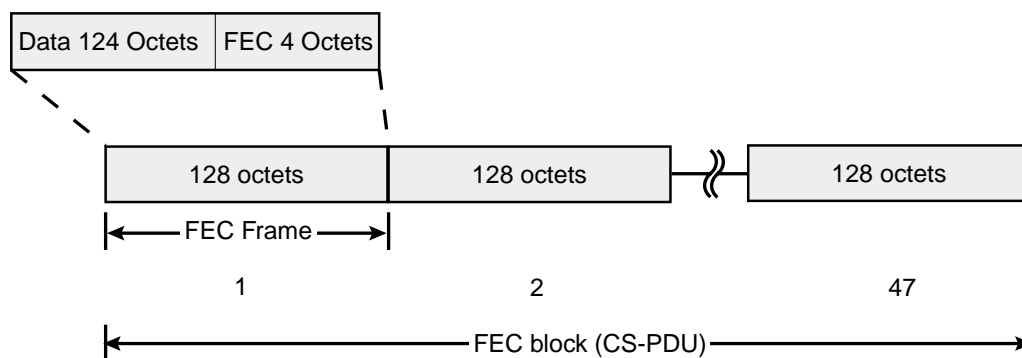 Data 124 Octets FEC 4 Octets
128 octets 128 octets 128 octets
FEC Frame
1 2 47
FEC block (CS-PDU)